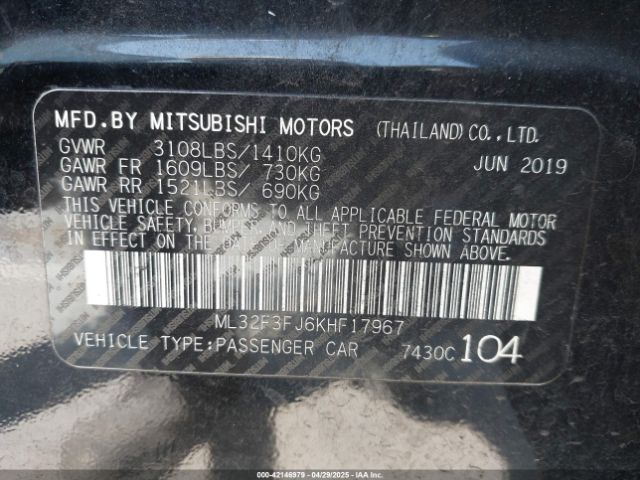 MFD.BY MITSUBISHI MOTORS (THAILAND)CO.,LTD.
GVWR 3108LBS/1410KG
JUN 2019
GAWR FR 1609LBS/ 730KG
GAWR RR 1521LBS/ 690KG
THIS VEHICLE CONFORMS TO ALL APPLICABLE FEDERAL MOTOR
VEHICLE SAFETY, BUMPER, AND THEFT PREVENTION STANDARDS
IN EFFECT ON THE DATE OF MANUFACTURE SHOWN ABOVE.
ML32F3FJ6KHF17967
VEHICLE TYPE:PASSENGER CAR 7430C 104
000-42146979 04/29/2025 - IAAI.com